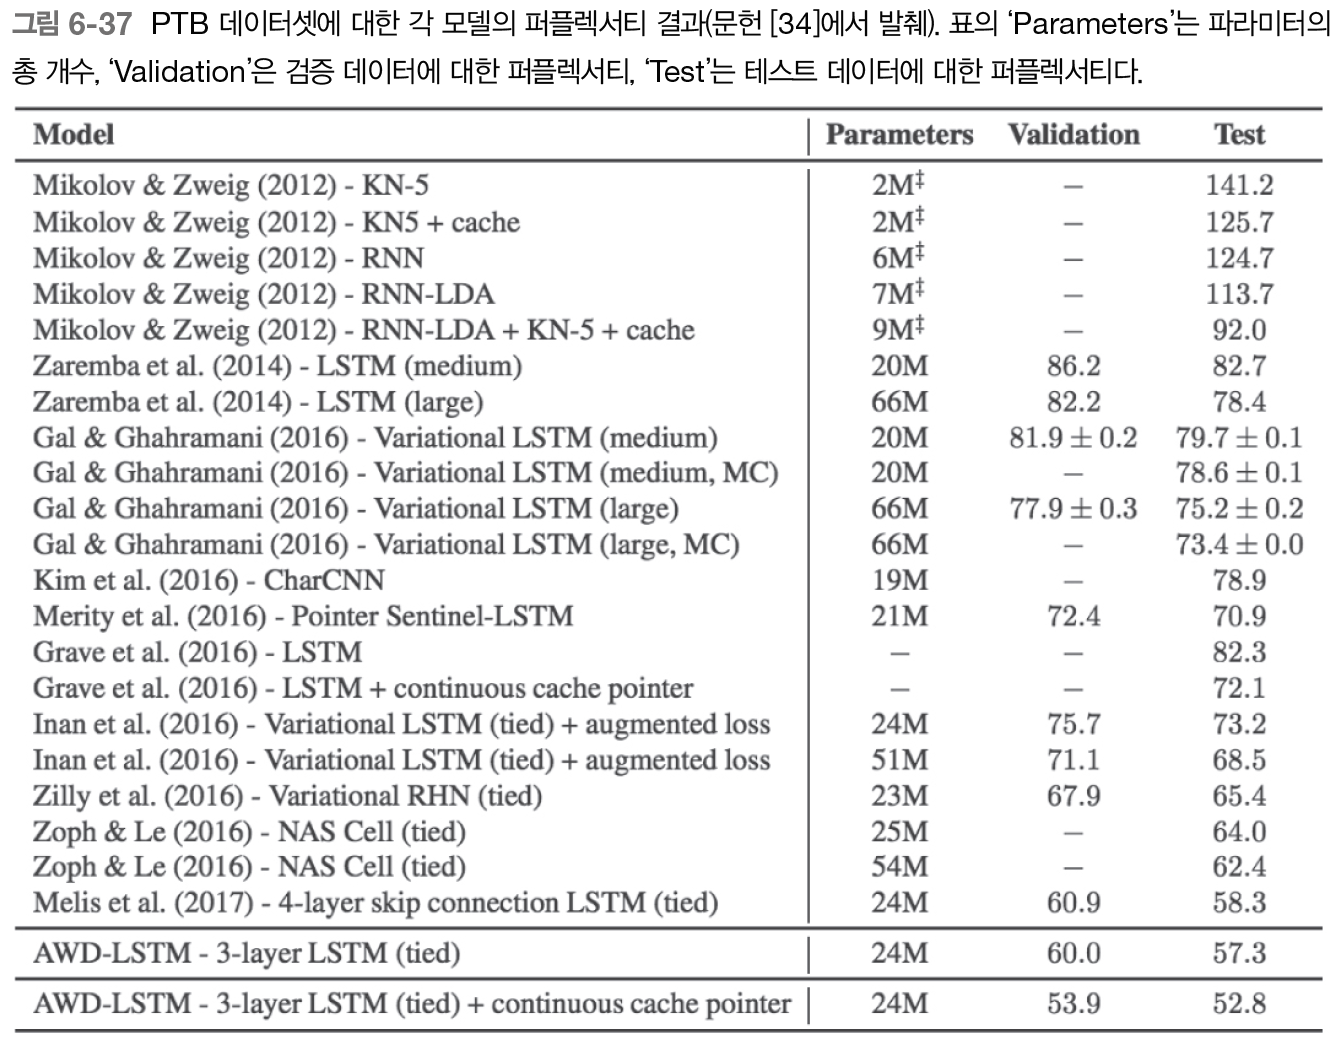 그림 6-37 PTB 데이터셋에 대한 각 모델의 퍼플렉서티 결과(문헌 [34]에서 발췌). 표의 ‘Parameters’는 파라미터의
총 개수, ‘Validation’은 검증 데이터에 대한 퍼플렉서티, ‘Test’는 테스트 데이터에 대한 퍼플렉서티다.
Model Parameters Validation Test
Mikolov & Zweig (2012) - KN-5 2M‡ – 141.2
Mikolov & Zweig (2012) - KN5 + cache 2M‡ – 125.7
Mikolov & Zweig (2012) - RNN 6M‡ – 124.7
Mikolov & Zweig (2012) - RNN-LDA 7M‡ – 113.7
Mikolov & Zweig (2012) - RNN-LDA + KN-5 + cache 9M‡ – 92.0
Zaremba et al. (2014) - LSTM (medium) 20M 86.2 82.7
Zaremba et al. (2014) - LSTM (large) 66M 82.2 78.4
Gal & Ghahramani (2016) - Variational LSTM (medium) 20M 81.9 ± 0.2 79.7 ± 0.1
Gal & Ghahramani (2016) - Variational LSTM (medium, MC) 20M – 78.6 ± 0.1
Gal & Ghahramani (2016) - Variational LSTM (large) 66M 77.9 ± 0.3 75.2 ± 0.2
Gal & Ghahramani (2016) - Variational LSTM (large, MC) 66M – 73.4 ± 0.0
Kim et al. (2016) - CharCNN 19M – 78.9
Merity et al. (2016) - Pointer Sentinel-LSTM 21M 72.4 70.9
Grave et al. (2016) - LSTM – – 82.3
Grave et al. (2016) - LSTM + continuous cache pointer – – 72.1
Inan et al. (2016) - Variational LSTM (tied) + augmented loss 24M 75.7 73.2
Inan et al. (2016) - Variational LSTM (tied) + augmented loss 51M 71.1 68.5
Zilly et al. (2016) - Variational RHN (tied) 23M 67.9 65.4
Zoph & Le (2016) - NAS Cell (tied) 25M – 64.0
Zoph & Le (2016) - NAS Cell (tied) 54M – 62.4
Melis et al. (2017) - 4-layer skip connection LSTM (tied) 24M 60.9 58.3
AWD-LSTM - 3-layer LSTM (tied) 24M 60.0 57.3
AWD-LSTM - 3-layer LSTM (tied) + continuous cache pointer 24M 53.9 52.8